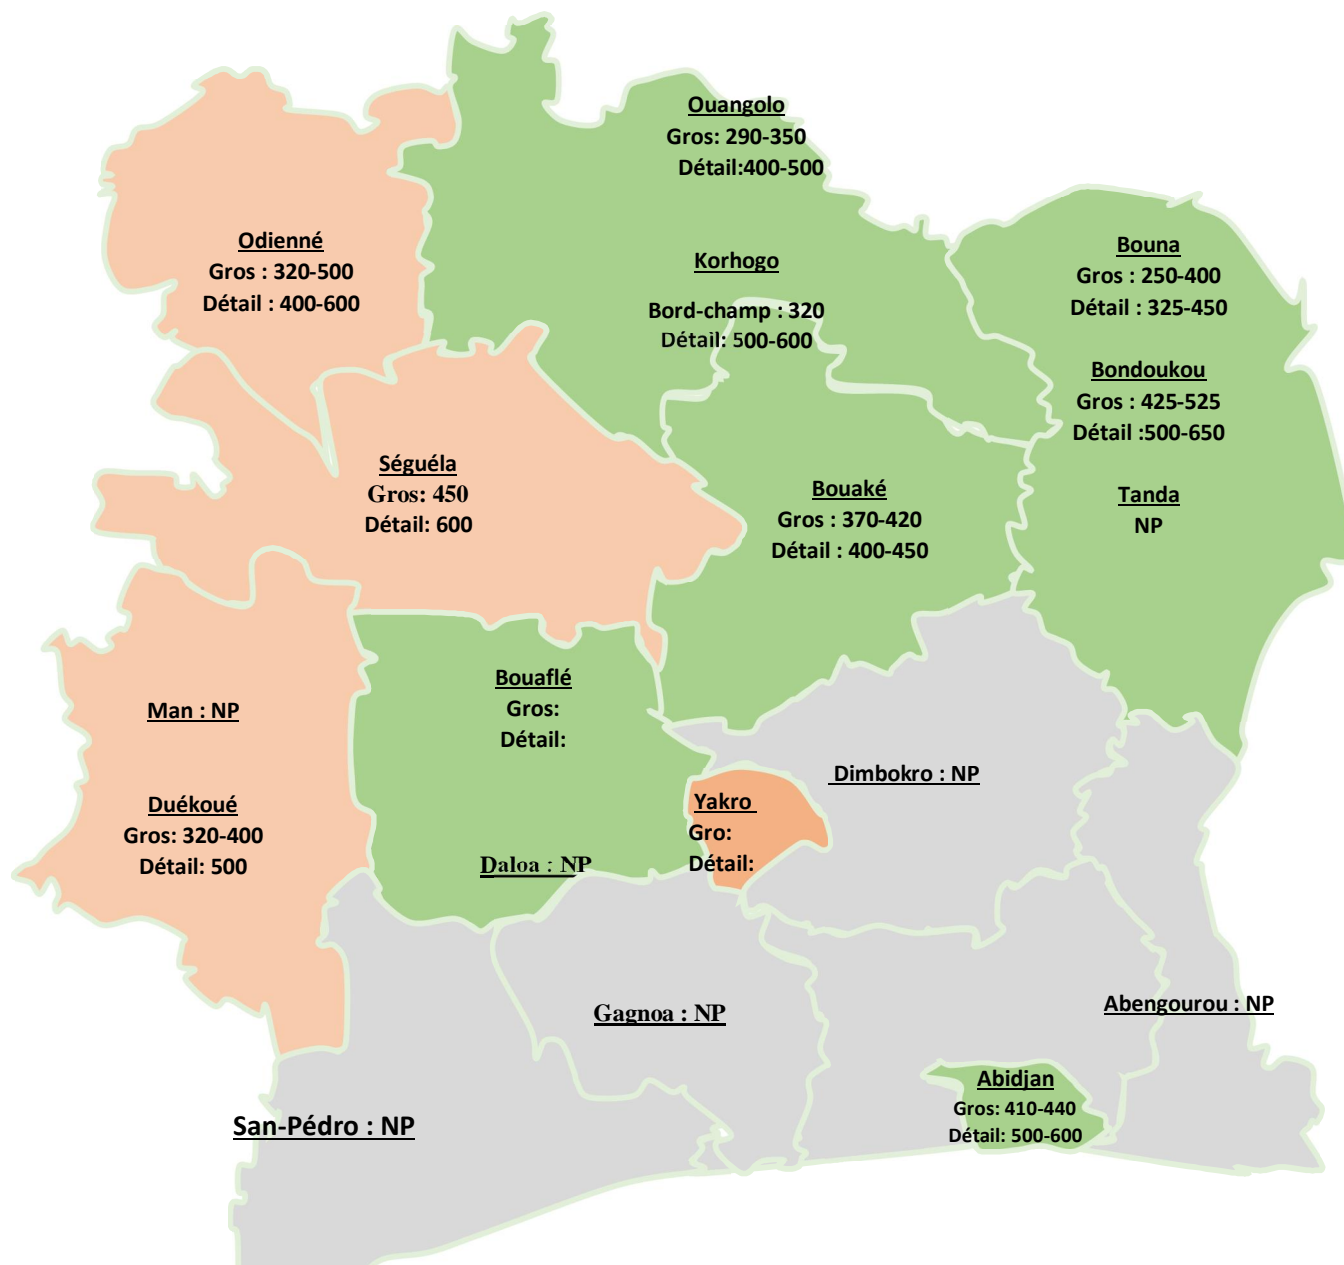 Ouangolo
Gros: 290-350
Détail:400-500
Odienné
Gros : 320-500
Détail : 400-600
Korhogo
Bord-champ : 320
Détail: 500-600
Bouna
Gros : 250-400
Détail : 325-450
Bondoukou
Gros : 425-525
Détail :500-650
Tanda
NP
Séguéla
Gros: 450
Détail: 600
Bouaké
Gros : 370-420
Détail : 400-450
Bouaflé
Gros:
Détail:
Man : NP
Duékoué
Gros: 320-400
Détail: 500
Daloa : NP
Yakro
Gro:
Détail:
Dimbokro : NP
Gagnoa : NP
Abengourou : NP
Abidjan
Gros: 410-440
Détail: 500-600
San-Pédro : NP